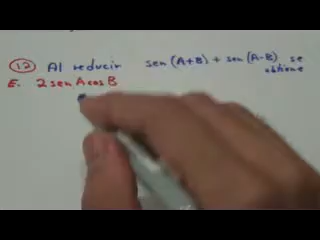 12 Al reducir sen (A+B) + sen (A-B) se
obtiene
E. 2 sen A cos B